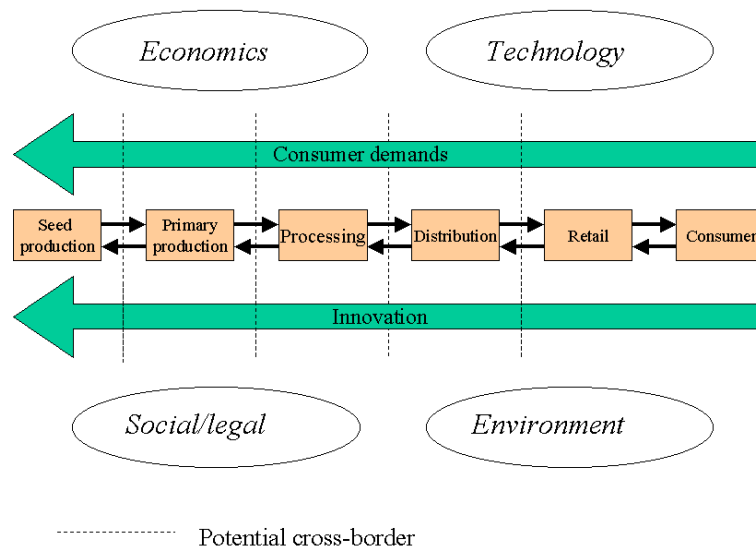 Economics
Technology
Consumer demands
Seed
production
Primary
production
Processing
Distribution
Retail
Consumer
Innovation
Social/legal
Environment
Potential cross-border